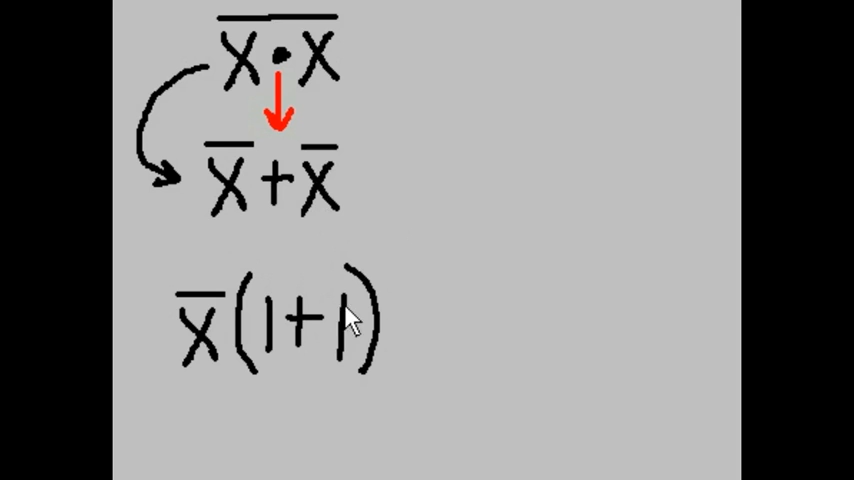 X̅ ̅•̅ ̅X̅
X̅ + X̅
X̅(1+1)